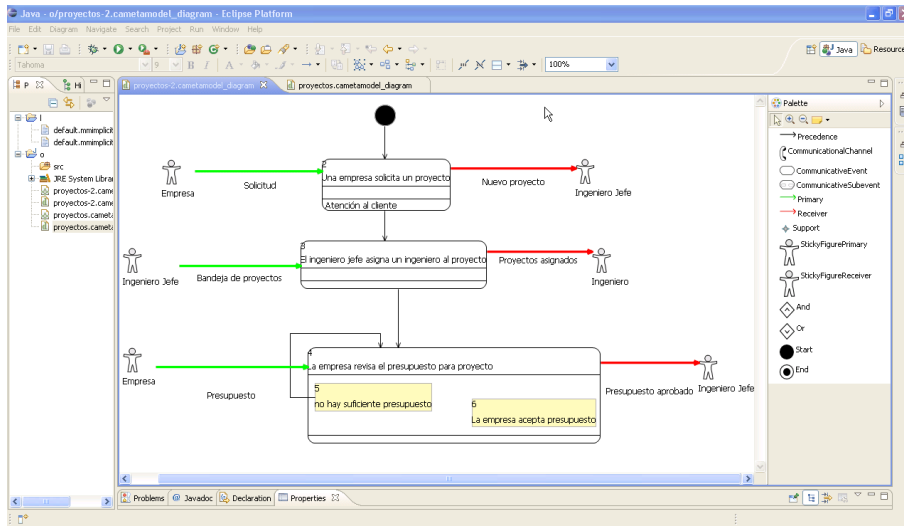 Java - o/proyectos-2.cametamodel_diagram - Eclipse Platform
File Edit Diagram Navigate Search Project Run Window Help
Java
Resource
Tahoma
9
B I A
100%
P
Hi
proyectos-2.cametamodel_diagram
proyectos.cametamodel_diagram
l
default.mmimplicit
default.mmimplicit
o
src
JRE System Librar
proyectos-2.came
proyectos-2.came
proyectos.cameta
proyectos.cameta
2
Una empresa solicita un proyecto
Atención al cliente
Empresa
Solicitud
Nuevo proyecto
Ingeniero Jefe
3
El ingeniero jefe asigna un ingeniero al proyecto
Ingeniero Jefe
Bandeja de proyectos
Proyectos asignados
Ingeniero
4
La empresa revisa el presupuesto para proyecto
Empresa
Presupuesto
5
no hay suficiente presupuesto
6
La empresa acepta presupuesto
Presupuesto aprobado
Ingeniero Jefe
Palette
Precedence
CommunicationalChannel
CommunicativeEvent
CommunicativeSubevent
Primary
Receiver
Support
StickyFigurePrimary
StickyFigureReceiver
And
Or
Start
End
Problems @ Javadoc Declaration Properties